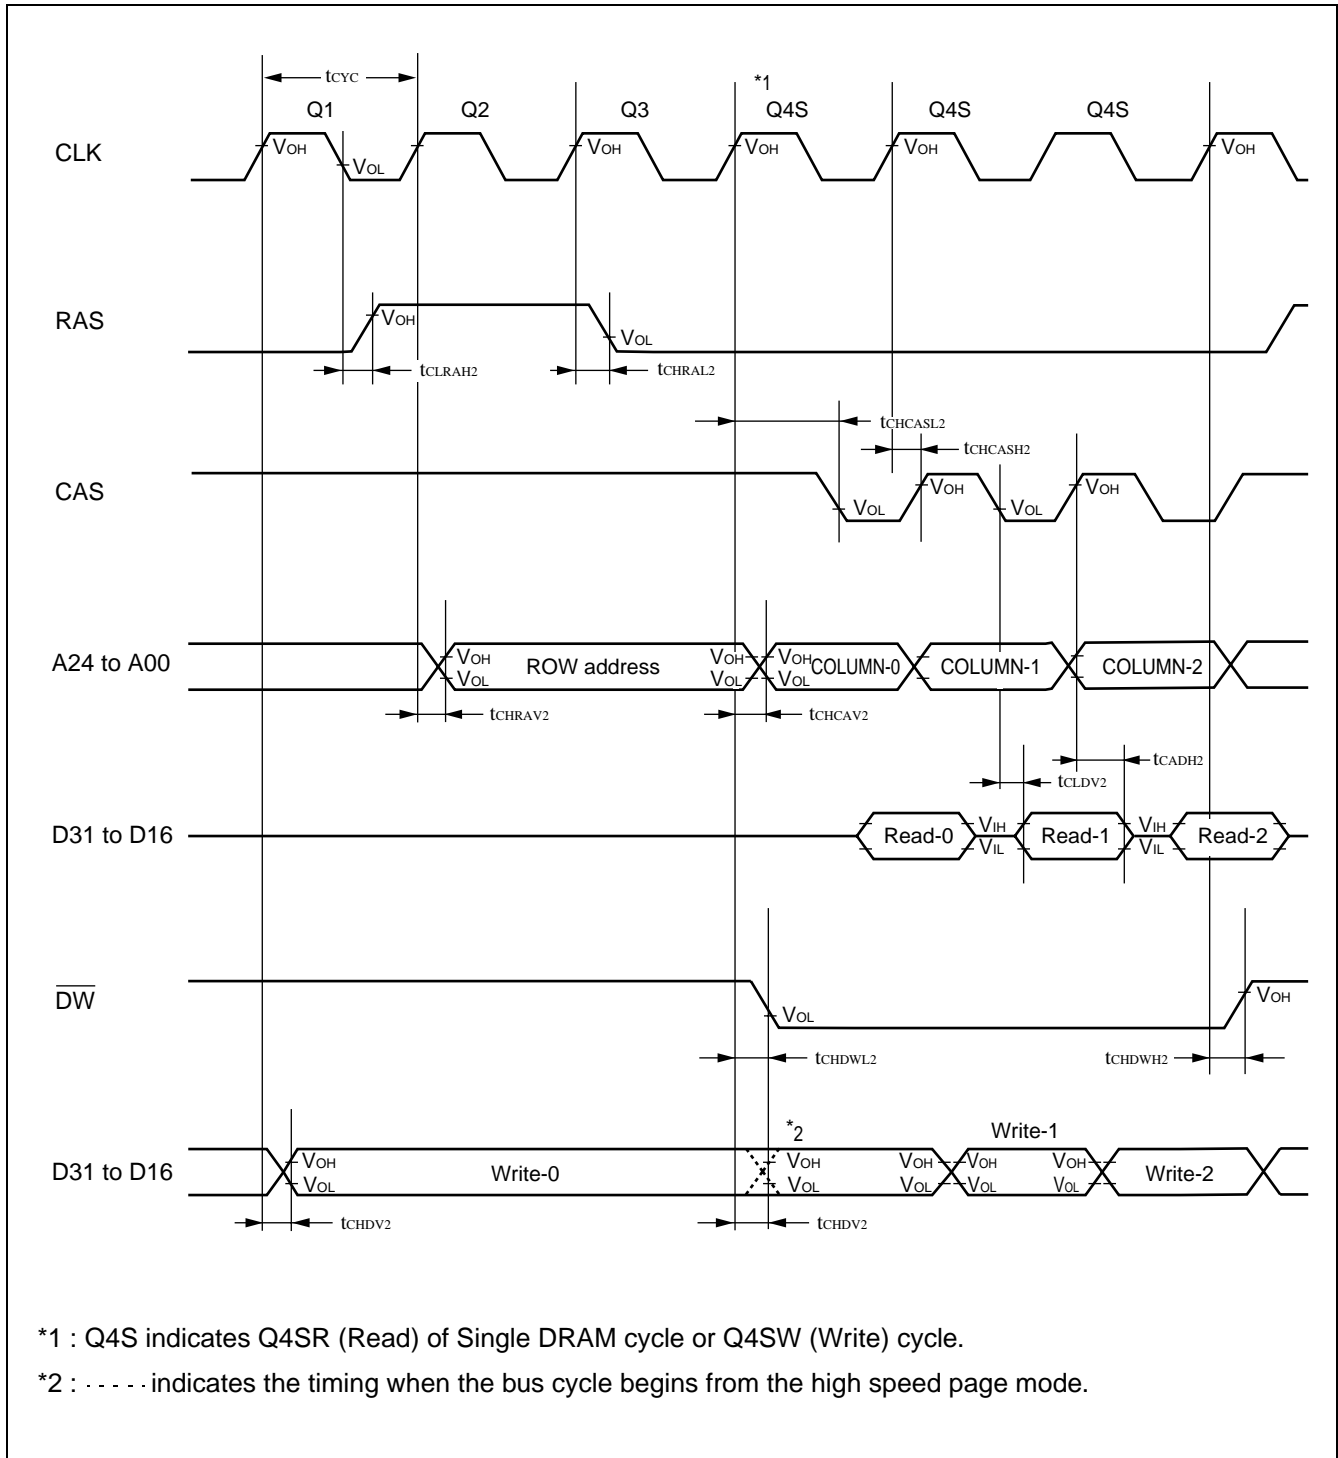 tCYC
*1
Q1 Q2 Q3 Q4S Q4S Q4S
CLK
VOH VOL VOH VOH VOH VOH
RAS
VOH VOL
tCLRAH2 tCHRAL2
tCHCASL2
tCHCASH2
CAS
VOL VOH VOL VOH
A24 to A00
VOH ROW address VOH VOH COLUMN-0 COLUMN-1 COLUMN-2
VOL VOL VOL
tCHRAV2 tCHCAV2
tCADH2
tCLDV2
D31 to D16
Read-0 VIH Read-1 VIH Read-2
VIL VIL
DW
VOL VOH
tCHDWL2 tCHDWH2
*2 Write-1
D31 to D16
VOH Write-0 VOH VOH VOH VOH Write-2
VOL VOL VOL VOL VOL
tCHDV2 tCHDV2
*1 : Q4S indicates Q4SR (Read) of Single DRAM cycle or Q4SW (Write) cycle.
*2 : - - - - - indicates the timing when the bus cycle begins from the high speed page mode.